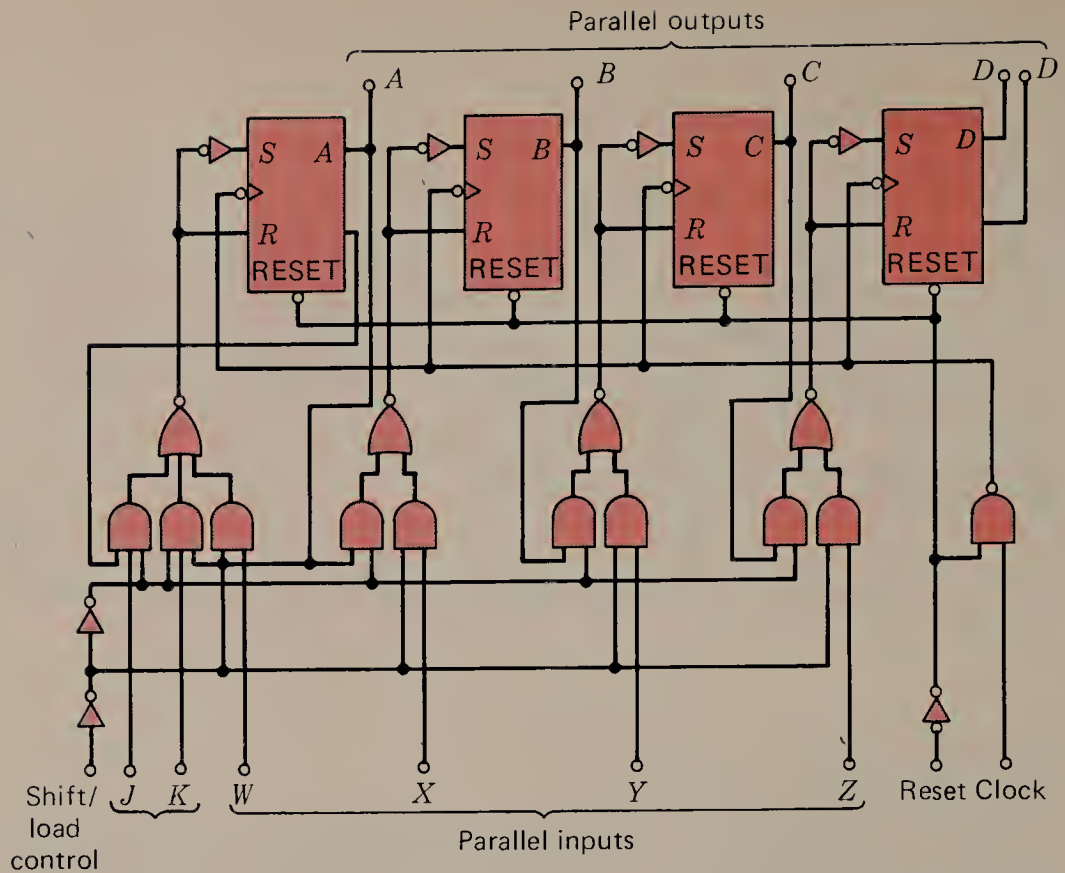 Parallel outputs
A
B
C
D D
S A
R
RESET
S B
R
RESET
S C
R
RESET
S D
R
RESET
Shift/
load
control
J K W X Y Z
Reset Clock
Parallel inputs